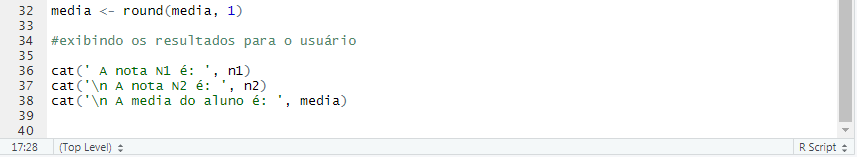 32 media <- round(media, 1)
33
34 #exibindo os resultados para o usuário
35
36 cat(' A nota N1 é: ', n1)
37 cat('\n A nota N2 é: ', n2)
38 cat('\n A media do aluno é: ', media)
39
40
17:28 (Top Level) R Script